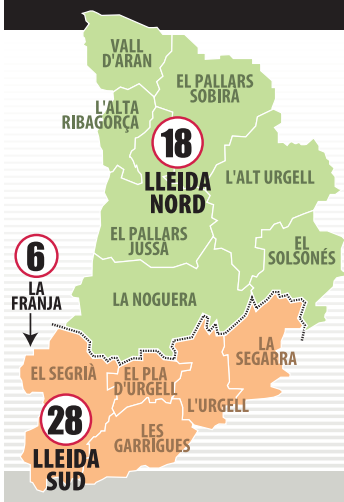 VALL
D'ARAN
EL PALLARS
SOBIRÀ
L'ALTA
RIBAGORÇA
18
LLEIDA
NORD
L'ALT URGELL
EL PALLARS
JUSSÀ
EL
SOLSONÉS
6
LA
FRANJA
LA NOGUERA
LA
SEGARRA
EL SEGRIÀ
EL PLA
D'URGELL
L'URGELL
28
LLEIDA
SUD
LES
GARRIGUES